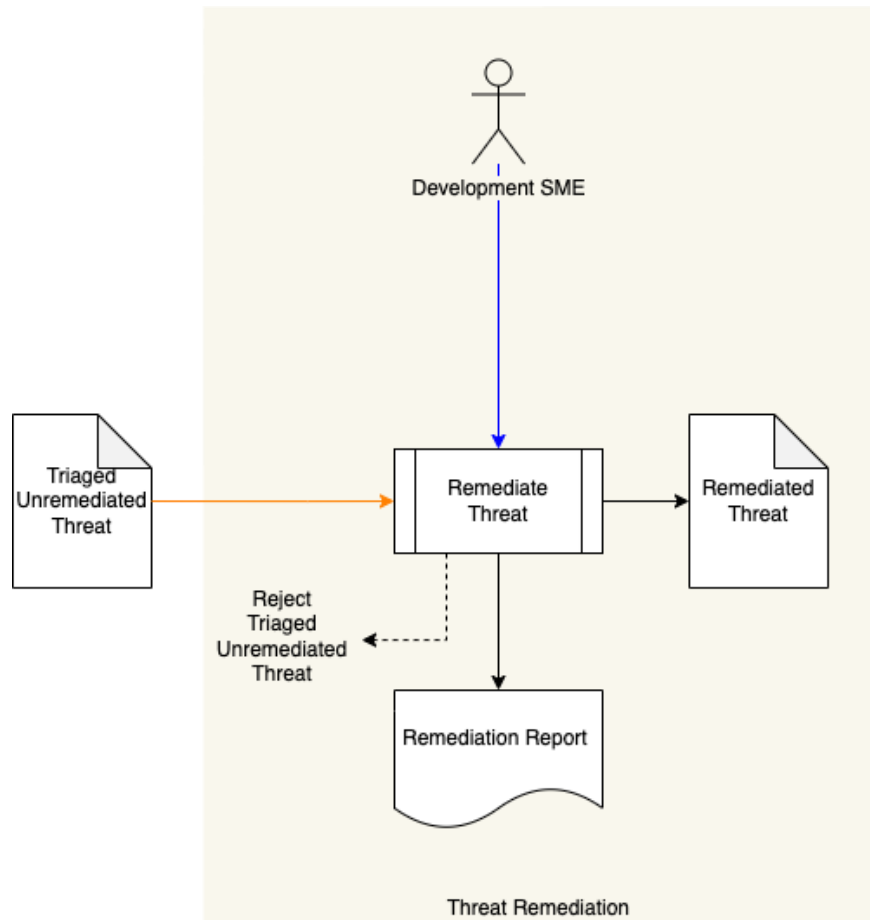 Development SME
Triaged
Unremediated
Threat
Remediate
Threat
Remediated
Threat
Reject
Triaged
Unremediated
Threat
Remediation Report
Threat Remediation